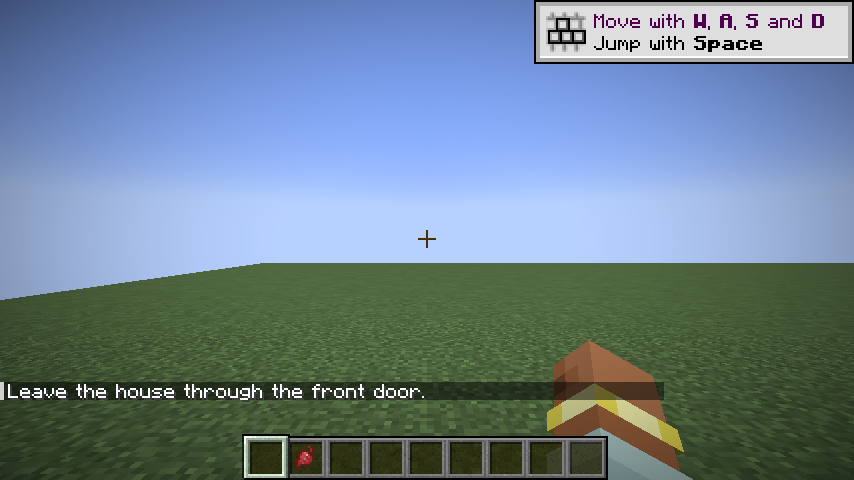 Move with W, A, S and D
Jump with Space
Leave the house through the front door.